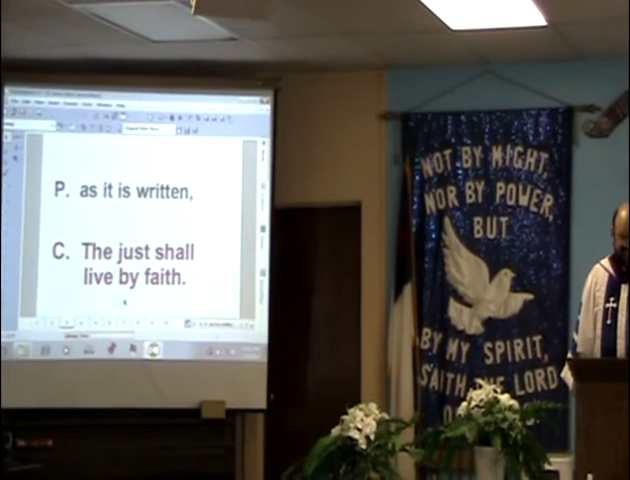 P. as it is written,
C. The just shall
live by faith.
NOT BY MIGHT,
NOR BY POWER,
BUT
BY MY SPIRIT,
SAITH THE LORD